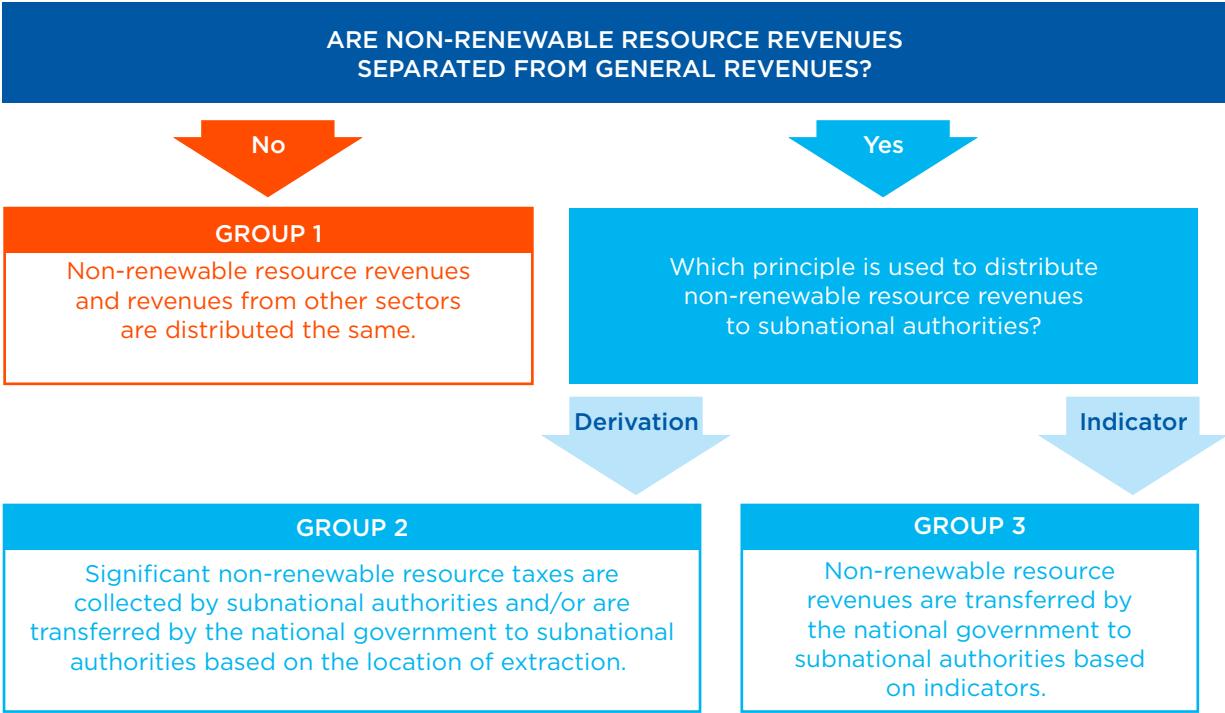 ARE NON-RENEWABLE RESOURCE REVENUES
SEPARATED FROM GENERAL REVENUES?
No
Yes
GROUP 1
Non-renewable resource revenues
and revenues from other sectors
are distributed the same.
Which principle is used to distribute
non-renewable resource revenues
to subnational authorities?
Derivation
Indicator
GROUP 2
Significant non-renewable resource taxes are
collected by subnational authorities and/or are
transferred by the national government to subnational
authorities based on the location of extraction.
GROUP 3
Non-renewable resource
revenues are transferred by
the national government to
subnational authorities based
on indicators.